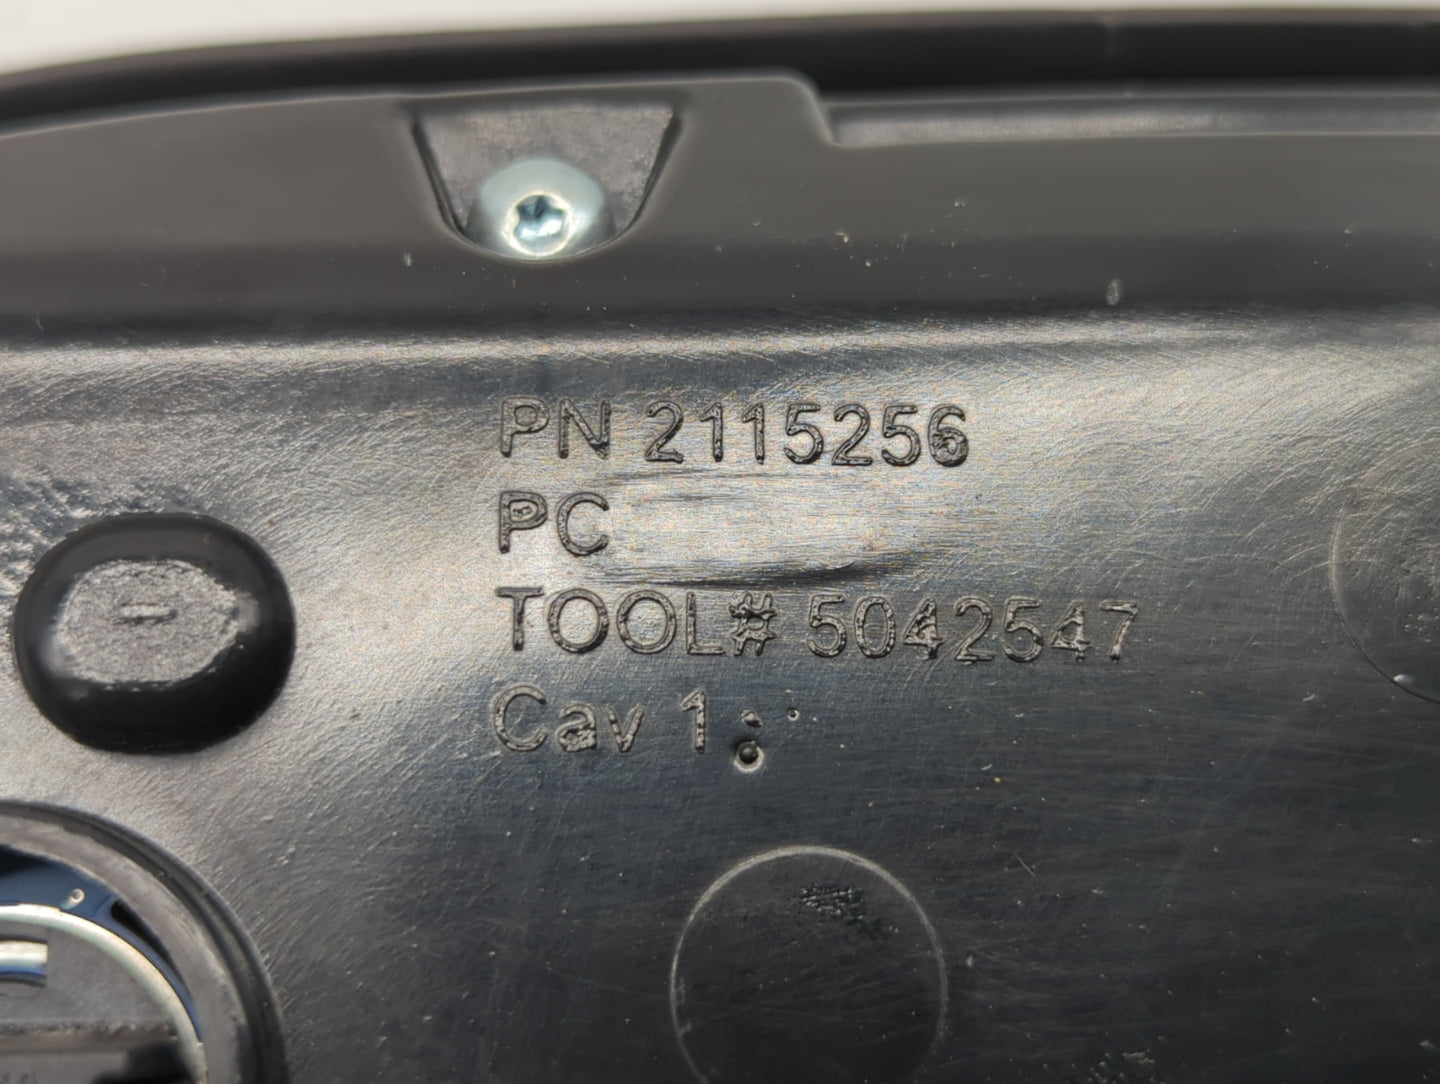 PN 2115256
PC
TOOL# 5042547
Cav 1